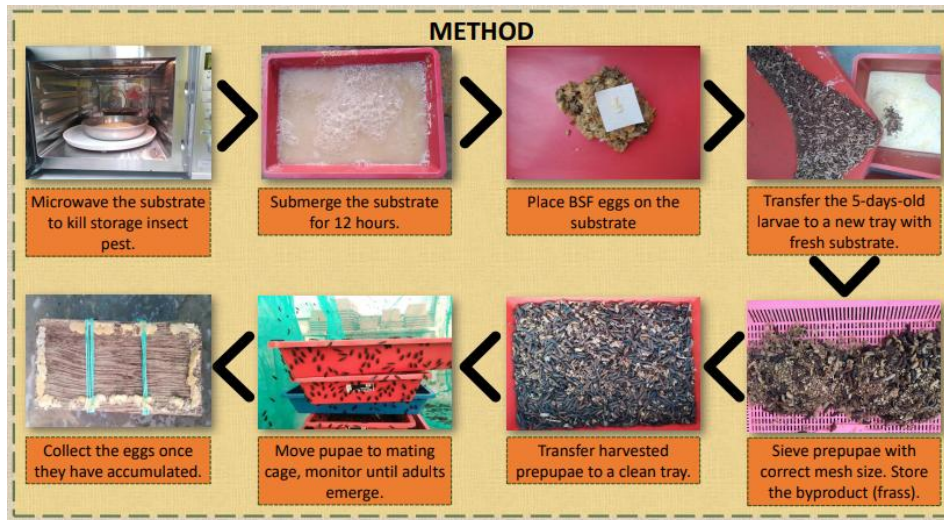 METHOD
Microwave the substrate
to kill storage insect
pest.
Submerge the substrate
for 12 hours.
Place BSF eggs on the
substrate
Transfer the 5-days-old
larvae to a new tray with
fresh substrate.
Sieve prepupae with
correct mesh size. Store
the byproduct (frass).
Transfer harvested
prepupae to a clean tray.
Move pupae to mating
cage, monitor until adults
emerge.
Collect the eggs once
they have accumulated.